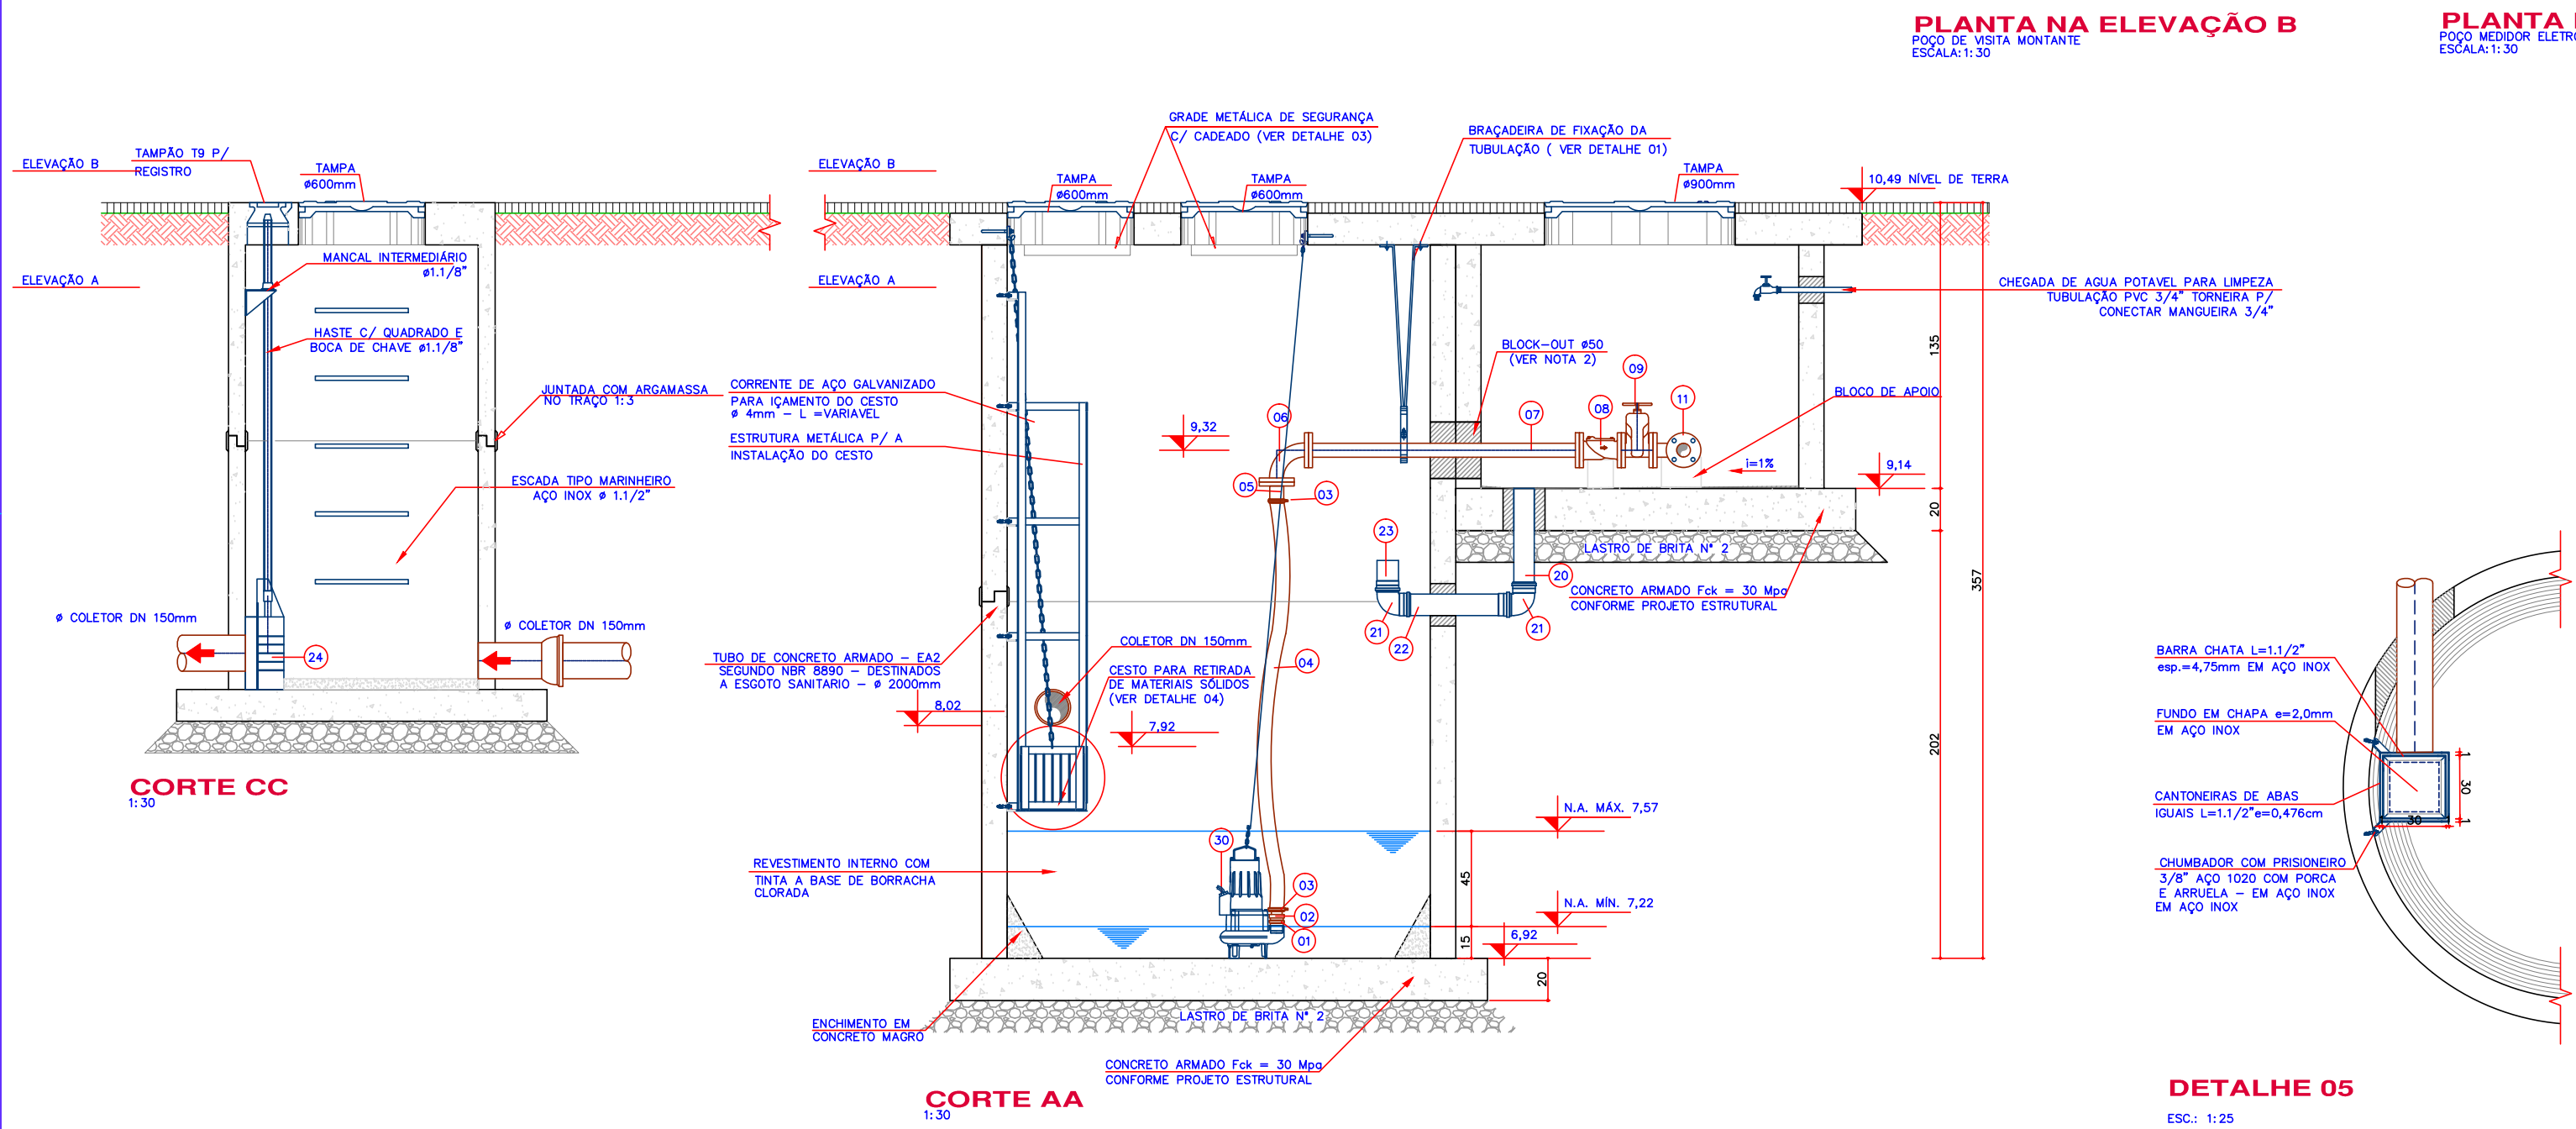 PLANTA NA ELEVAÇÃO B
POÇO DE VISITA MONTANTE
ESCALA:1:30
PLANTA
POÇO MEDIDOR
ESCALA:1:30
ELEVAÇÃO B
TAMPÃO T9 P/
REGISTRO
TAMPA
ø600mm
ELEVAÇÃO A
MANCAL INTERMEDIÁRIO
ø1.1/8"
HASTE C/ QUADRADO E
BOCA DE CHAVE ø1.1/8"
JUNTADA COM ARGAMASSA
NO TRAÇO 1:3
ESCADA TIPO MARINHEIRO
AÇO INOX ø 1.1/2"
ø COLETOR DN 150mm
ø COLETOR DN 150mm
24
CORTE CC
1:30
ELEVAÇÃO B
ELEVAÇÃO A
GRADE METÁLICA DE SEGURANÇA
C/ CADEADO (VER DETALHE 03)
BRAÇADEIRA DE FIXAÇÃO DA
TUBULAÇÃO ( VER DETALHE 01)
TAMPA
ø600mm
TAMPA
ø600mm
TAMPA
ø900mm
10,49 NÍVEL DE TERRA
CHEGADA DE AGUA POTAVEL PARA LIMPEZA
TUBULAÇÃO PVC 3/4" TORNEIRA P/
CONECTAR MANGUEIRA 3/4"
BLOCK-OUT ø50
(VER NOTA 2)
135
CORRENTE DE AÇO GALVANIZADO
PARA IÇAMENTO DO CESTO
ø 4mm - L =VARIAVEL
ESTRUTURA METÁLICA P/ A
INSTALAÇÃO DO CESTO
9,32
06
07
08
09
11
BLOCO DE APOIO
i=1%
9,14
05
03
20
LASTRO DE BRITA N° 2
23
20
CONCRETO ARMADO Fck = 30 Mpa
CONFORME PROJETO ESTRUTURAL
357
21
22
21
COLETOR DN 150mm
TUBO DE CONCRETO ARMADO - EA2
SEGUNDO NBR 8890 - DESTINADOS
A ESGOTO SANITARIO - ø 2000mm
CESTO PARA RETIRADA
DE MATERIAIS SÓLIDOS
(VER DETALHE 04)
04
8,02
7,92
202
N.A. MÁX. 7,57
30
REVESTIMENTO INTERNO COM
TINTA A BASE DE BORRACHA
CLORADA
03
02
01
45
N.A. MÍN. 7,22
15
6,92
20
ENCHIMENTO EM
CONCRETO MAGRO
LASTRO DE BRITA N° 2
CONCRETO ARMADO Fck = 30 Mpa
CONFORME PROJETO ESTRUTURAL
CORTE AA
1:30
BARRA CHATA L=1.1/2"
esp.=4,75mm EM AÇO INOX
FUNDO EM CHAPA e=2,0mm
EM AÇO INOX
CANTONEIRAS DE ABAS
IGUAIS L=1.1/2"e=0,476cm
1
30
1
30
CHUMBADOR COM PRISIONEIRO
3/8" AÇO 1020 COM PORCA
E ARRUELA - EM AÇO INOX
EM AÇO INOX
DETALHE 05
ESC.: 1:25